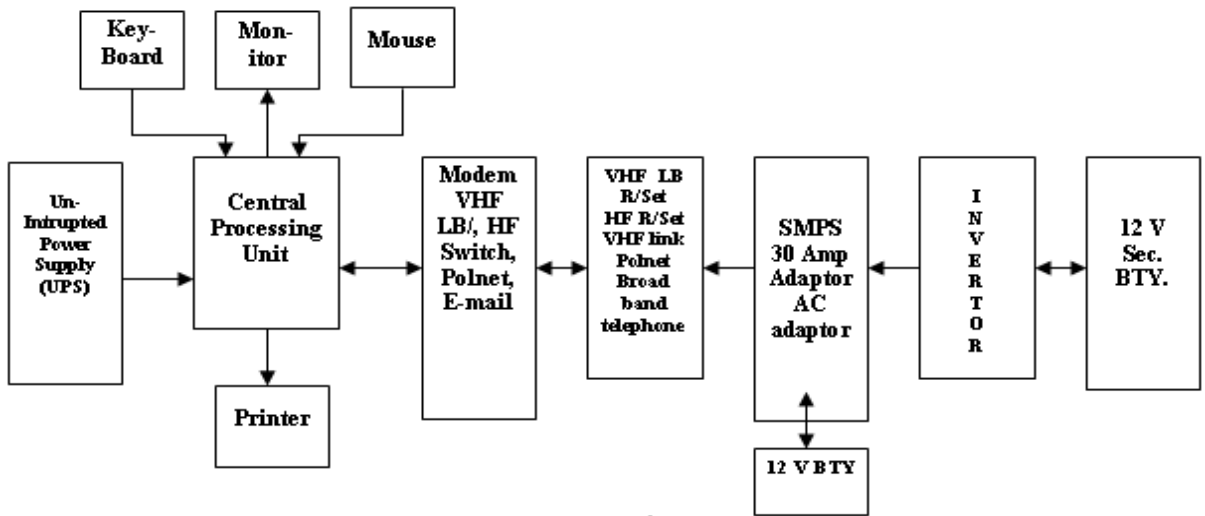 Key-
Board
Mon-
itor
Mouse
Un-
Intrupted
Power
Supply
(UPS)
Central
Processing
Unit
Modem
VHF
LB/, HF
Switch,
Polnet,
E-mail
VHF LB
R/Set
HF R/Set
VHF link
Polnet
Broad
band
telephone
SMPS
30 Amp
Adaptor
AC
adaptor
I
N
V
E
R
T
O
R
12 V
Sec.
BTY.
Printer
12 V BTY